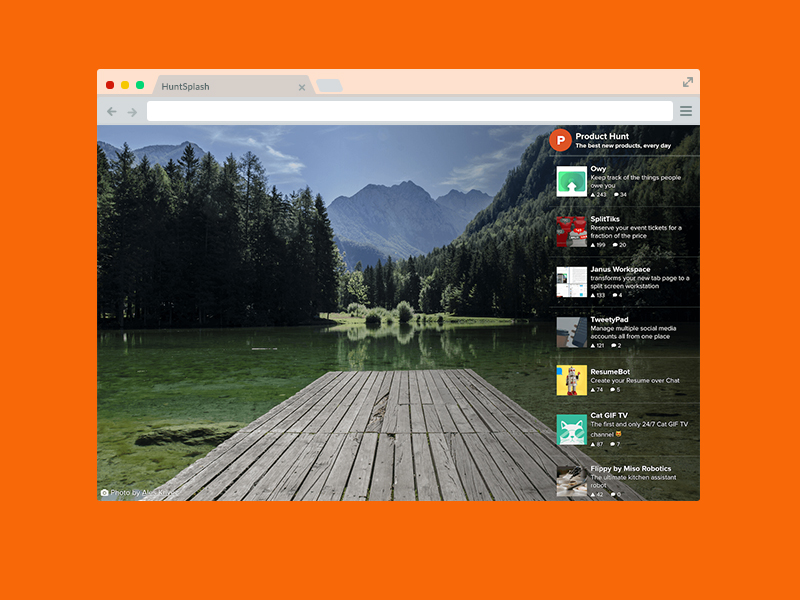 HuntSplash
P
Product Hunt
The best new products, every day
Owy
Keep track of the things people
owe you
243 34
SplitTiks
Reserve your event tickets for a
fraction of the price
199 20
Janus Workspace
transforms your new tab page to a
split screen workstation
133 4
TweetyPad
Manage multiple social media
accounts all from one place
121 2
ResumeBot
Create your Resume over Chat
74 5
Cat GIF TV
The first and only 24/7 Cat GIF TV
channel 😺
87 7
Flippy by Miso Robotics
The ultimate kitchen assistant
robot
42 0
Photo by Ales Krivec